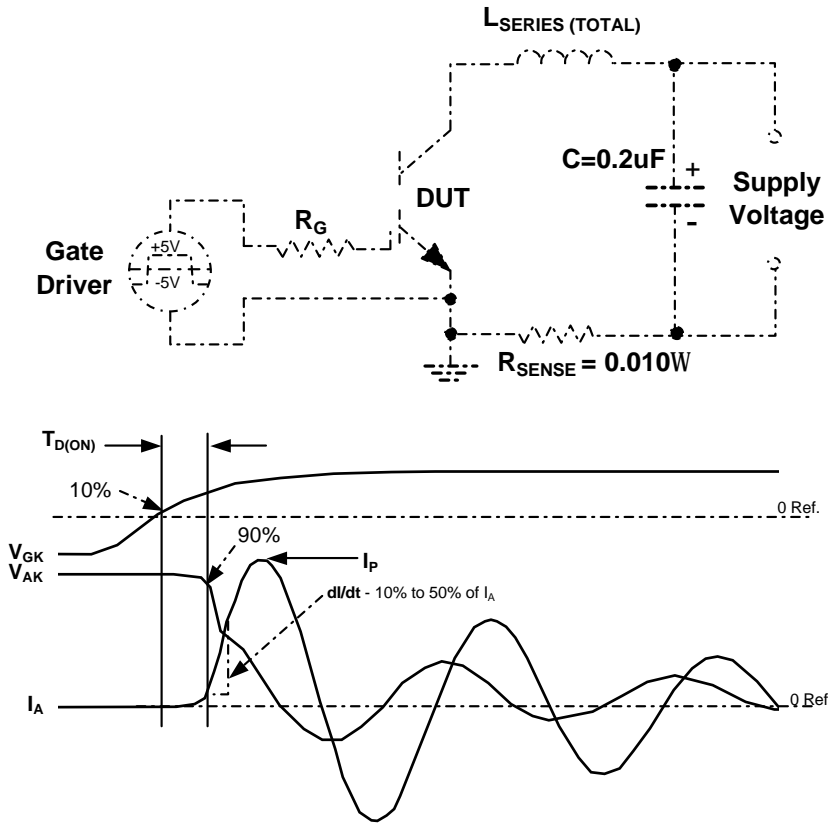 LSERIES (TOTAL)
C=0.2uF
+
-
Supply
Voltage
DUT
RG
Gate
Driver
+5V
-5V
RSENSE = 0.010W
TD(ON)
10%
0 Ref.
VGK
90%
VAK
IP
dI/dt - 10% to 50% of IA
IA
0 Ref